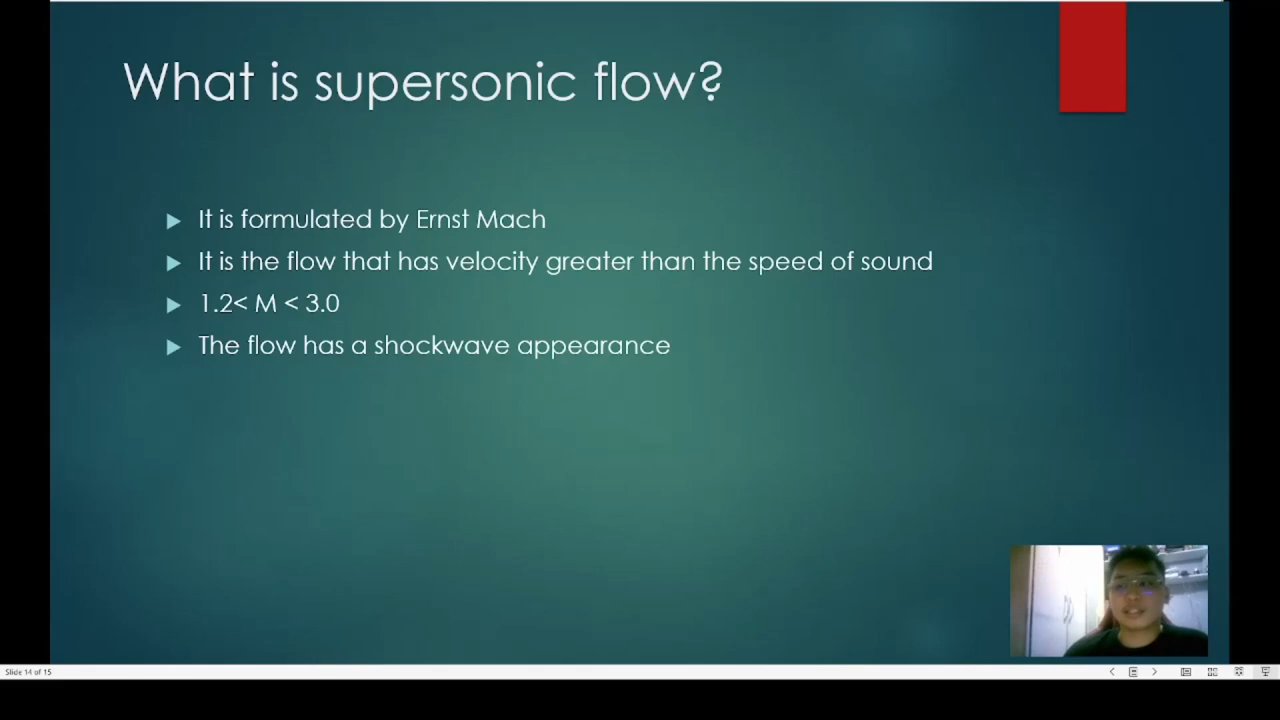 What is supersonic flow?
It is formulated by Ernst Mach
It is the flow that has velocity greater than the speed of sound
1.2< M < 3.0
The flow has a shockwave appearance
Slide 14 of 15